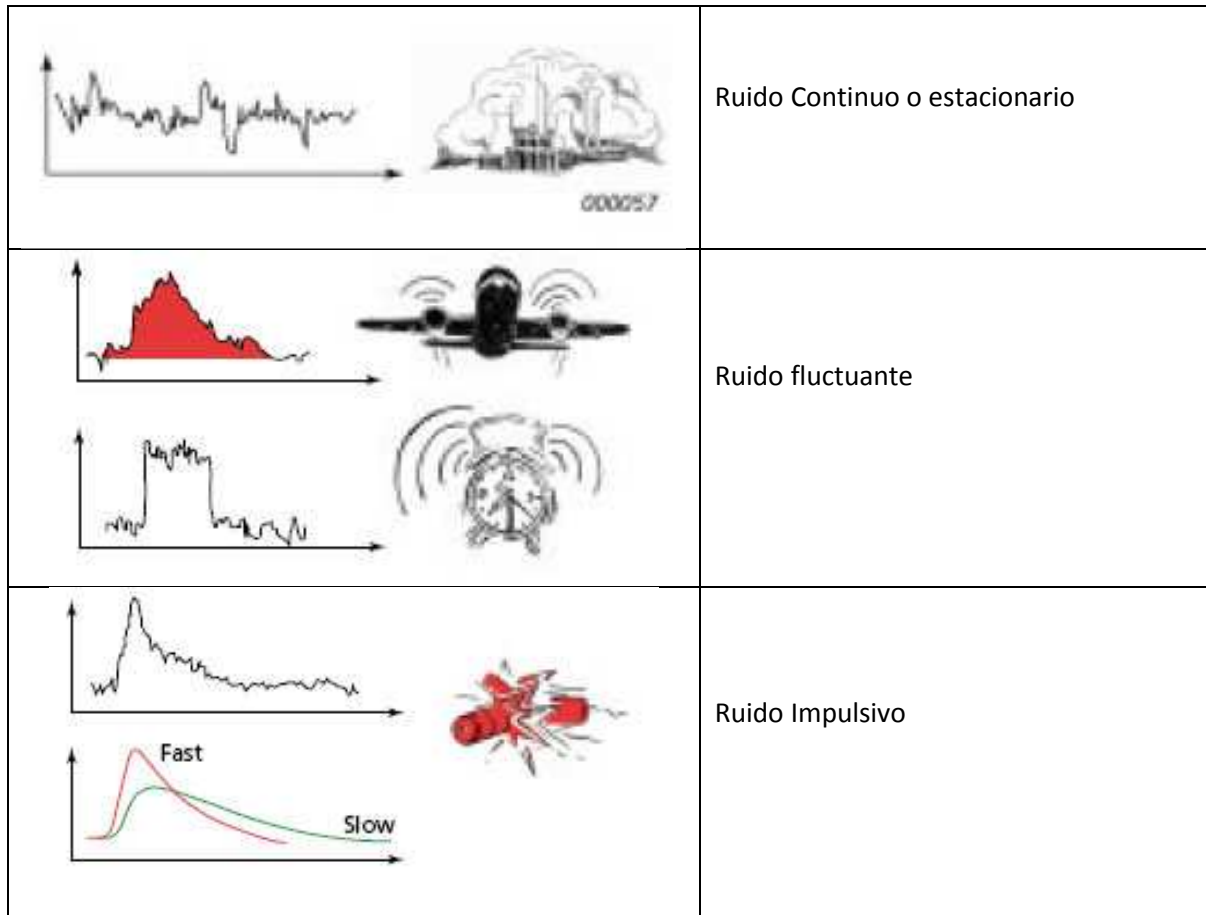 Ruido Continuo o estacionario
000057
Ruido fluctuante
Ruido Impulsivo
Fast
Slow